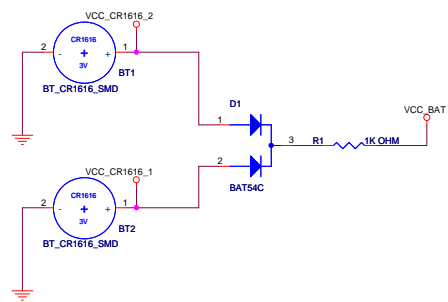 VCC_CR1616_2
CR1616
2 - + + 1
3V
BT1
BT_CR1616_SMD
D1
1
VCC_BAT
3 R1 1K OHM
2
VCC_CR1616_1
BAT54C
CR1616
2 - + + 1
3V
BT2
BT_CR1616_SMD